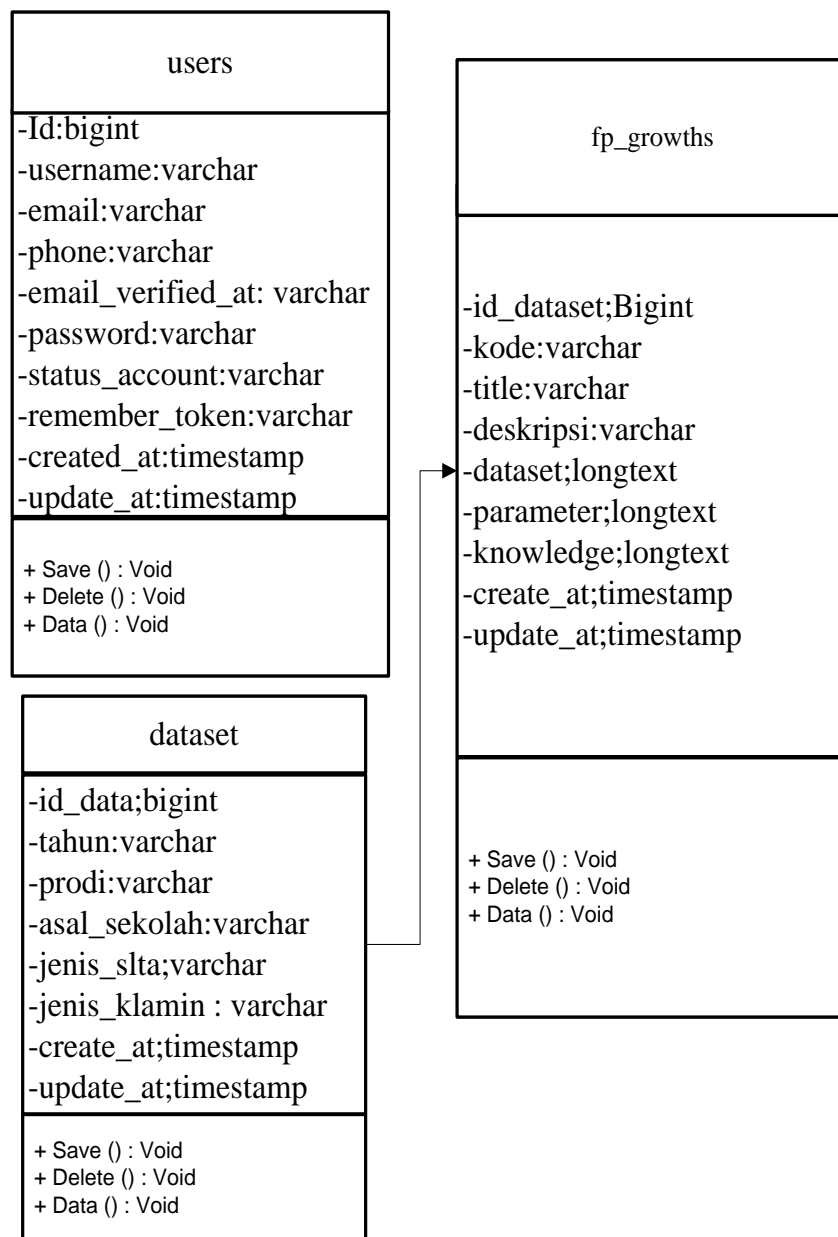 users
-Id:bigint
-username:varchar
-email:varchar
-phone:varchar
-email_verified_at: varchar
-password:varchar
-status_account:varchar
-remember_token:varchar
-created_at:timestamp
-update_at:timestamp
+ Save () : Void
+ Delete () : Void
+ Data () : Void
fp_growths
-id_dataset;Bigint
-kode:varchar
-title:varchar
-deskripsi:varchar
-dataset;longtext
-parameter;longtext
-knowledge;longtext
-create_at;timestamp
-update_at;timestamp
+ Save () : Void
+ Delete () : Void
+ Data () : Void
dataset
-id_data;bigint
-tahun:varchar
-prodi:varchar
-asal_sekolah:varchar
-jenis_slta;varchar
-jenis_klamin : varchar
-create_at;timestamp
-update_at;timestamp
+ Save () : Void
+ Delete () : Void
+ Data () : Void